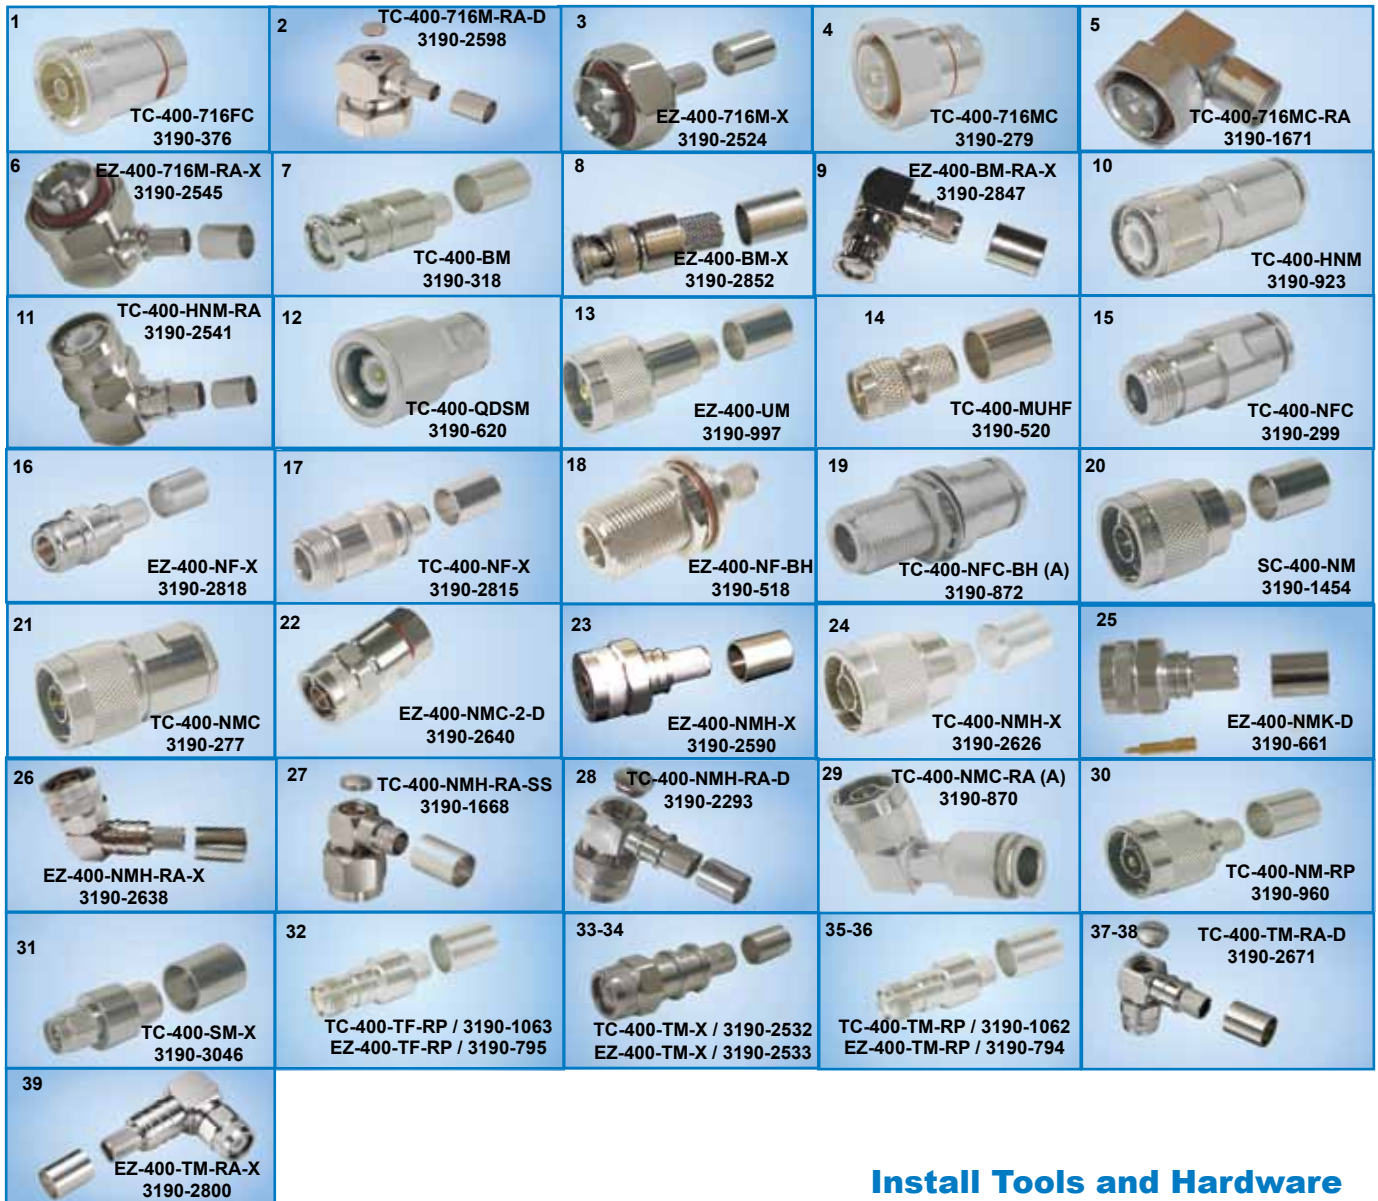 1
TC-400-716FC
3190-376
2
TC-400-716M-RA-D
3190-2598
3
EZ-400-716M-X
3190-2524
4
TC-400-716MC
3190-279
5
TC-400-716MC-RA
3190-1671
6
EZ-400-716M-RA-X
3190-2545
7
TC-400-BM
3190-318
8
EZ-400-BM-X
3190-2852
9
EZ-400-BM-RA-X
3190-2847
10
TC-400-HNM
3190-923
11
TC-400-HNM-RA
3190-2541
12
TC-400-QDSM
3190-620
13
EZ-400-UM
3190-997
14
TC-400-MUHF
3190-520
15
TC-400-NFC
3190-299
16
EZ-400-NF-X
3190-2818
17
TC-400-NF-X
3190-2815
18
EZ-400-NF-BH
3190-518
19
TC-400-NFC-BH (A)
3190-872
20
SC-400-NM
3190-1454
21
TC-400-NMC
3190-277
22
EZ-400-NMC-2-D
3190-2640
23
EZ-400-NMH-X
3190-2590
24
TC-400-NMH-X
3190-2626
25
EZ-400-NMK-D
3190-661
26
EZ-400-NMH-RA-X
3190-2638
27
TC-400-NMH-RA-SS
3190-1668
28
TC-400-NMH-RA-D
3190-2293
29
TC-400-NMC-RA (A)
3190-870
30
TC-400-NM-RP
3190-960
31
TC-400-SM-X
3190-3046
32
TC-400-TF-RP / 3190-1063
EZ-400-TF-RP / 3190-795
33-34
TC-400-TM-X / 3190-2532
EZ-400-TM-X / 3190-2533
35-36
TC-400-TM-RP / 3190-1062
EZ-400-TM-RP / 3190-794
37-38
TC-400-TM-RA-D
3190-2671
39
EZ-400-TM-RA-X
3190-2800
Install Tools and Hardware